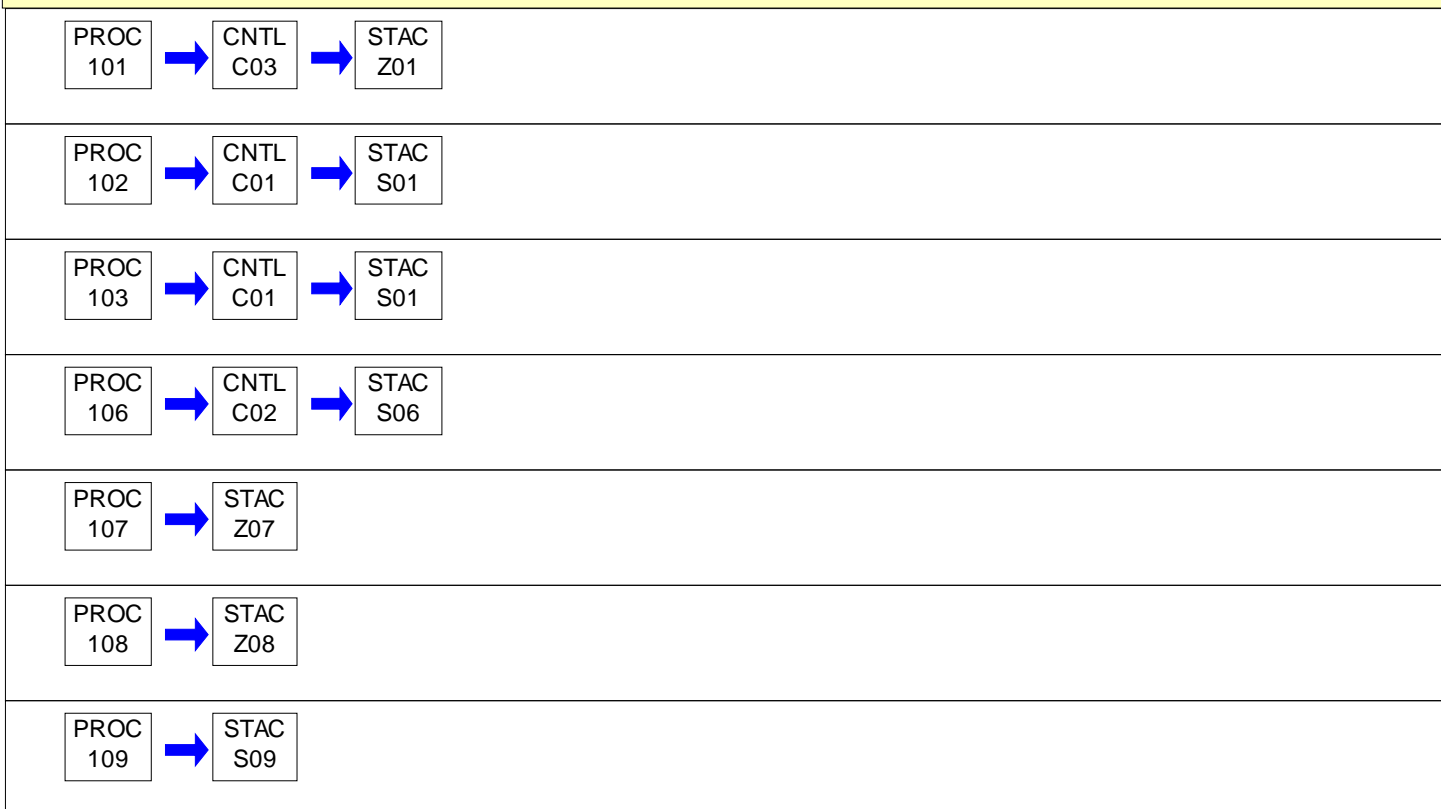 PROC CNTL STAC
101 C03 Z01
PROC CNTL STAC
102 C01 S01
PROC CNTL STAC
103 C01 S01
PROC CNTL STAC
106 C02 S06
PROC STAC
107 Z07
PROC STAC
108 Z08
PROC STAC
109 S09